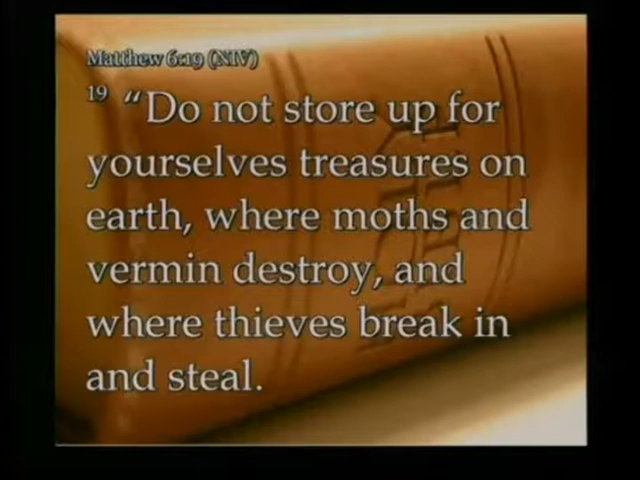 Matthew 6:19 (NIV)
19 “Do not store up for
yourselves treasures on
earth, where moths and
vermin destroy, and
where thieves break in
and steal.